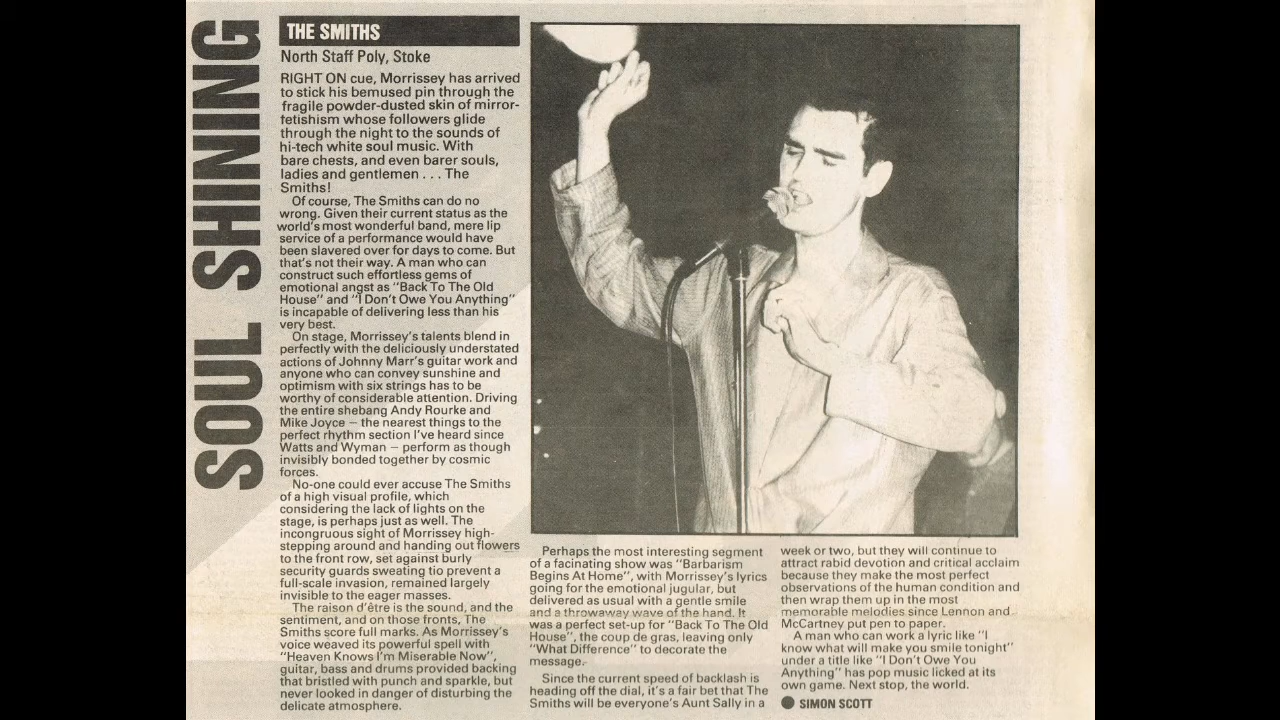 SOUL SHINING
THE SMITHS
North Staff Poly, Stoke
RIGHT ON cue, Morrissey has arrived
to stick his bemused pin through the
fragile powder-dusted skin of mirror-
fetishism whose followers glide
through the night to the sounds of
hi-tech white soul music. With
bare chests, and even barer souls,
ladies and gentlemen . . . The
Smiths!
Of course, The Smiths can do no
wrong. Given their current status as the
world's most wonderful band, mere lip
service of a performance would have
been slavered over for days to come. But
that's not their way. A man who can
construct such effortless gems of
emotional angst as "Back To The Old
House" and "I Don't Owe You Anything"
is incapable of delivering less than his
very best.
On stage, Morrissey's talents blend in
perfectly with the deliciously understated
actions of Johnny Marr's guitar work and
anyone who can convey sunshine and
optimism with six strings has to be
worthy of considerable attention. Driving
the entire shebang Andy Rourke and
Mike Joyce — the nearest things to the
perfect rhythm section I've heard since
Watts and Wyman — perform as though
invisibly bonded together by cosmic
forces.
No-one could ever accuse The Smiths
of a high visual profile, which
considering the lack of lights on the
stage, is perhaps just as well. The
incongruous sight of Morrissey high-
stepping around and handing out flowers
to the front row, set against burly
security guards sweating tio prevent a
full-scale invasion, remained largely
invisible to the eager masses.
The raison d'être is the sound, and the
sentiment, and on those fronts, The
Smiths score full marks. As Morrissey's
voice weaved its powerful spell with
"Heaven Knows I'm Miserable Now",
guitar, bass and drums provided backing
that bristled with punch and sparkle, but
never looked in danger of disturbing the
delicate atmosphere.
Perhaps the most interesting segment
of a facinating show was "Barbarism
Begins At Home", with Morrissey's lyrics
going for the emotional jugular, but
delivered as usual with a gentle smile
and a throwaway wave of the hand. It
was a perfect set-up for "Back To The Old
House", the coup de gras, leaving only
"What Difference" to decorate the
message.
Since the current speed of backlash is
heading off the dial, it's a fair bet that The
Smiths will be everyone's Aunt Sally in a
week or two, but they will continue to
attract rabid devotion and critical acclaim
because they make the most perfect
observations of the human condition and
then wrap them up in the most
memorable melodies since Lennon and
McCartney put pen to paper.
A man who can work a lyric like "I
know what will make you smile tonight"
under a title like "I Don't Owe You
Anything" has pop music licked at its
own game. Next stop, the world.
● SIMON SCOTT